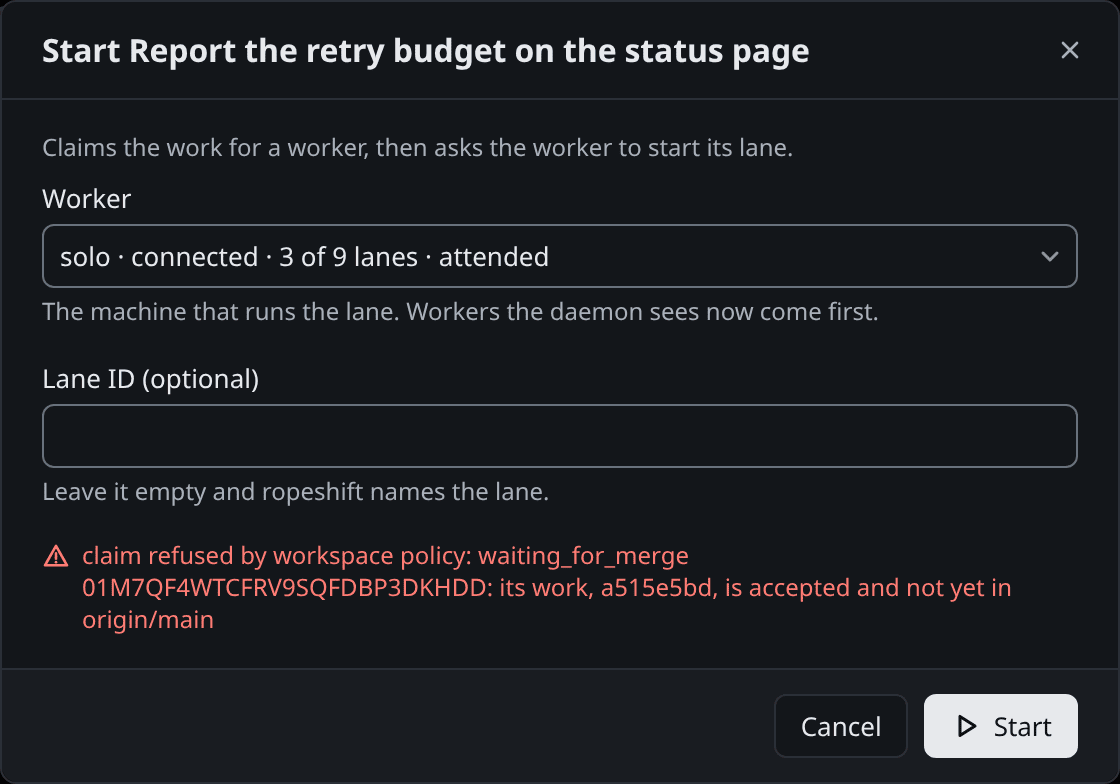 Start Report the retry budget on the status page
Claims the work for a worker, then asks the worker to start its lane.
Worker
solo · connected · 3 of 9 lanes · attended
The machine that runs the lane. Workers the daemon sees now come first.
Lane ID (optional)
Leave it empty and ropeshift names the lane.
claim refused by workspace policy: waiting_for_merge
01M7QF4WTCFRV9SQFDBP3DKHDD: its work, a515e5bd, is accepted and not yet in
origin/main
Cancel
Start